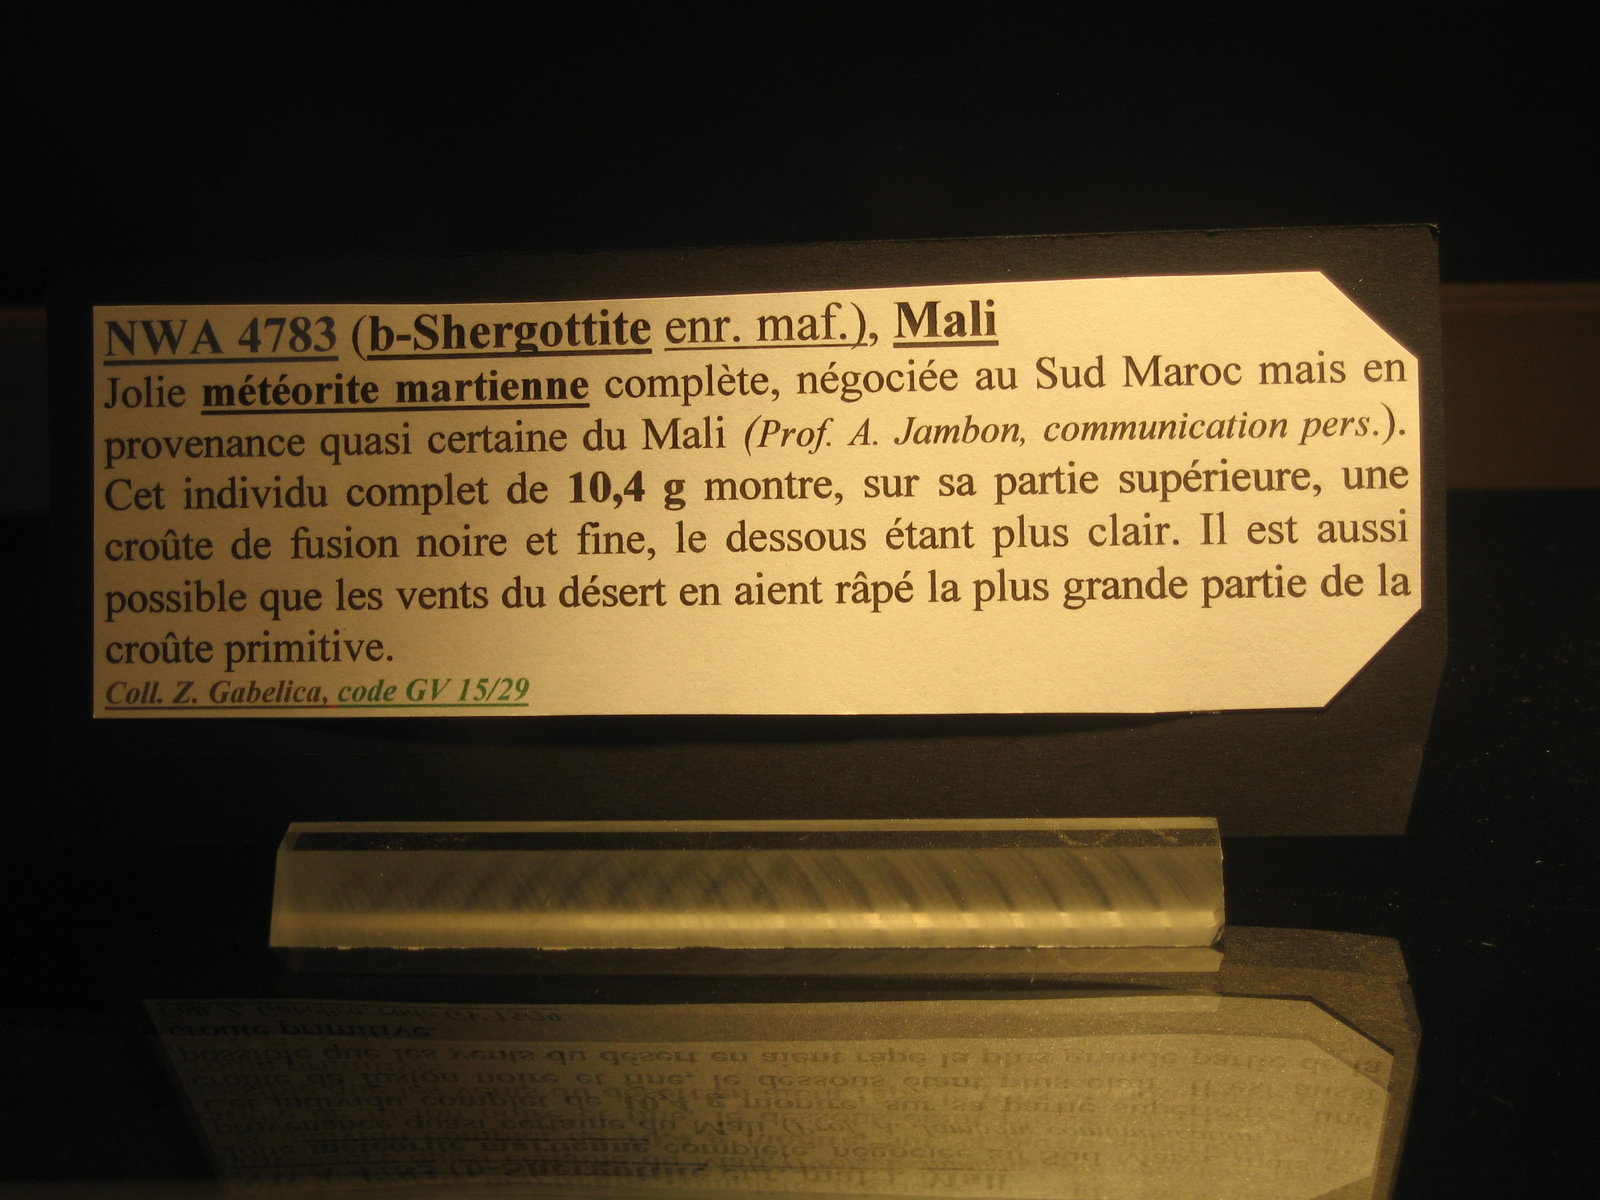 NWA 4783 (b-Shergottite enr. maf.), Mali
Jolie météorite martienne complète, négociée au Sud Maroc mais en
provenance quasi certaine du Mali (Prof. A. Jambon, communication pers.).
Cet individu complet de 10,4 g montre, sur sa partie supérieure, une
croûte de fusion noire et fine, le dessous étant plus clair. Il est aussi
possible que les vents du désert en aient râpé la plus grande partie de la
croûte primitive.
Coll. Z. Gabelica, code GV 15/29